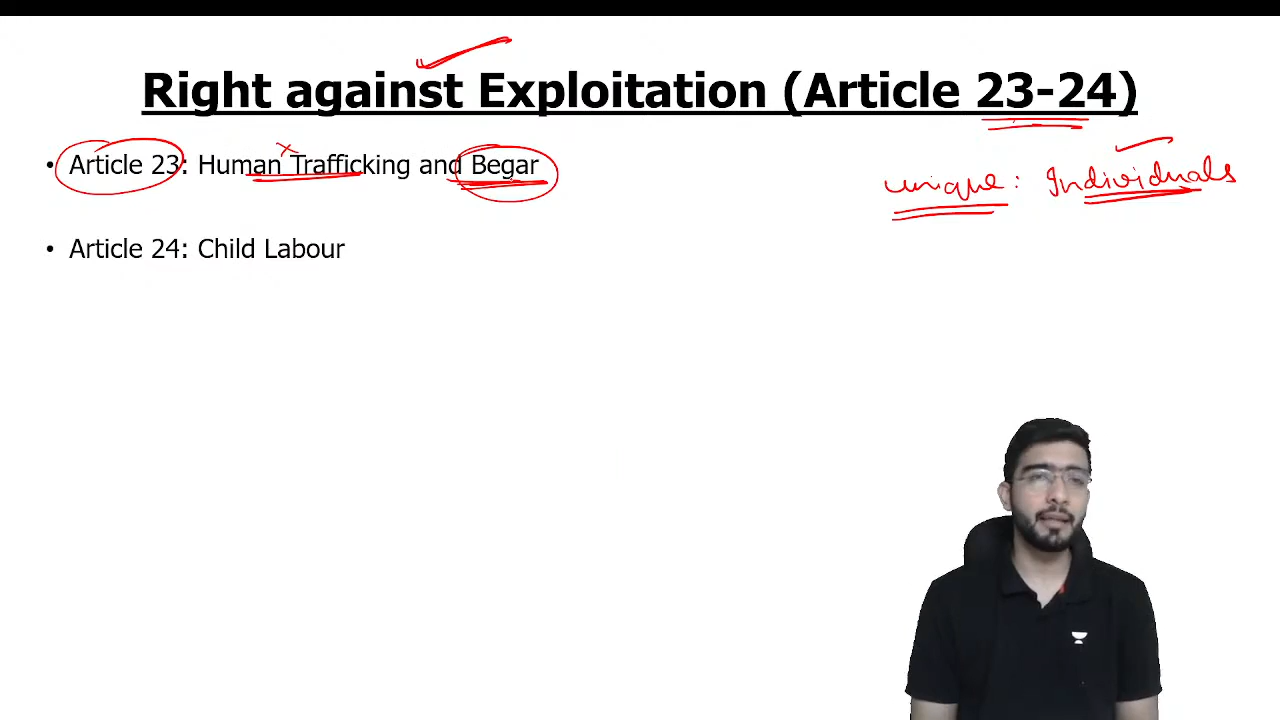 Right against Exploitation (Article 23-24)
• Article 23: Human Trafficking and Begar
unique: Individuals
• Article 24: Child Labour